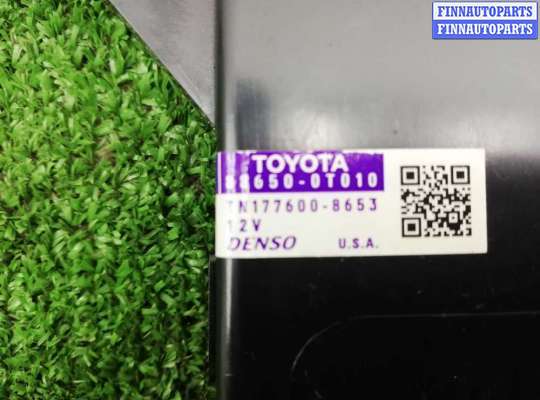 FINNAUTOPARTS
FINNAUTOPARTS
TOYOTA
88650-0T010
TN177600-8653
12V
DENSO U.S.A.